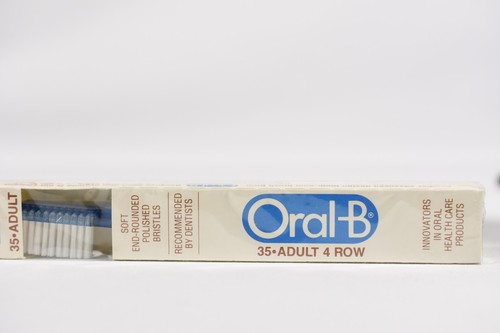 35•ADULT
SOFT
END-ROUNDED
POLISHED
BRISTLES
RECOMMENDED
BY DENTISTS
Oral-B®
35•ADULT 4 ROW
INNOVATORS
IN ORAL
HEALTH CARE
PRODUCTS